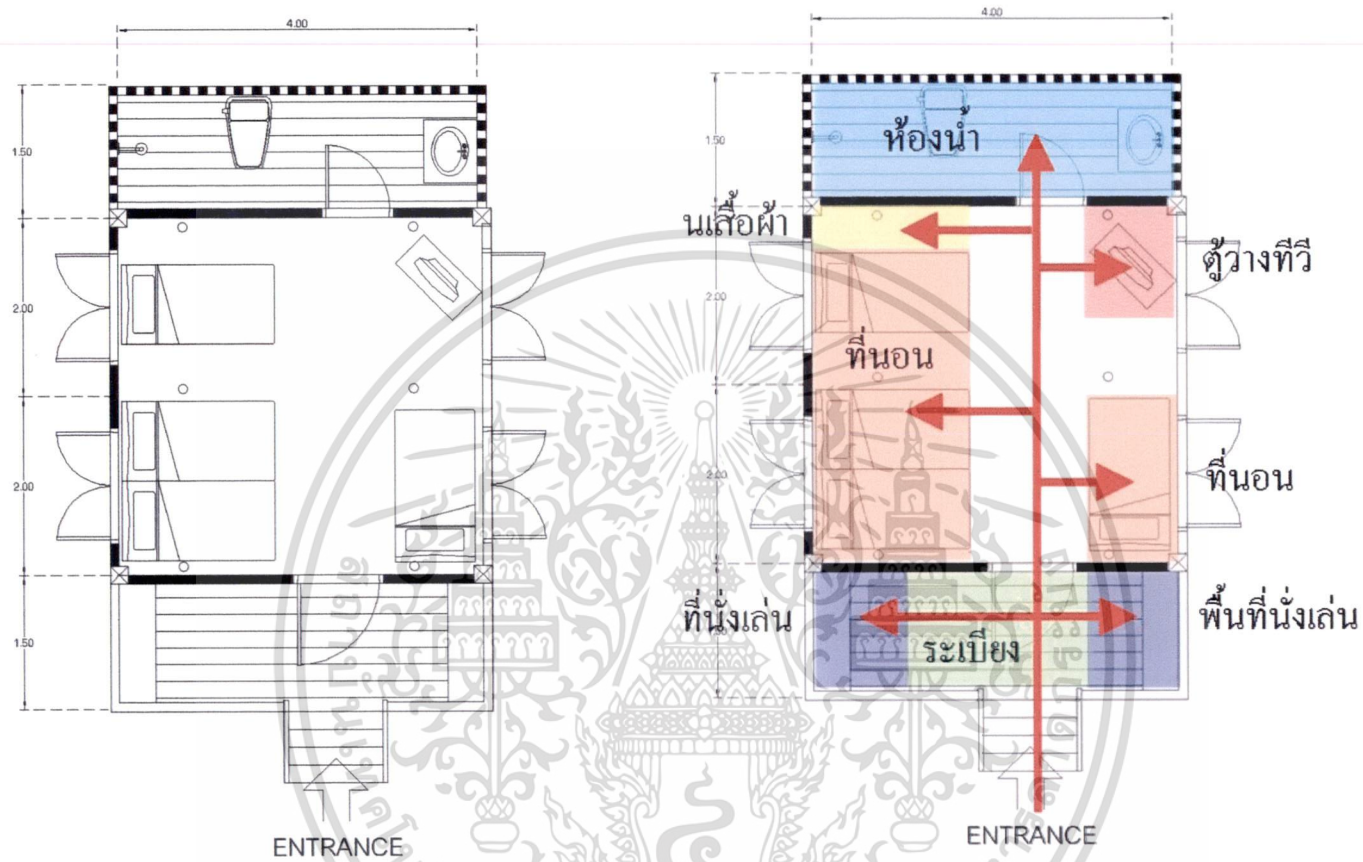 4.00
1.50
2.00
2.00
1.50
ENTRANCE
4.00
1.50
2.00
2.00
ห้องน้ำ
นเสื้อผ้า
ตู้วางทีวี
ที่นอน
ที่นอน
ที่นั่งเล่น
ระเบียง
พื้นที่นั่งเล่น
ENTRANCE